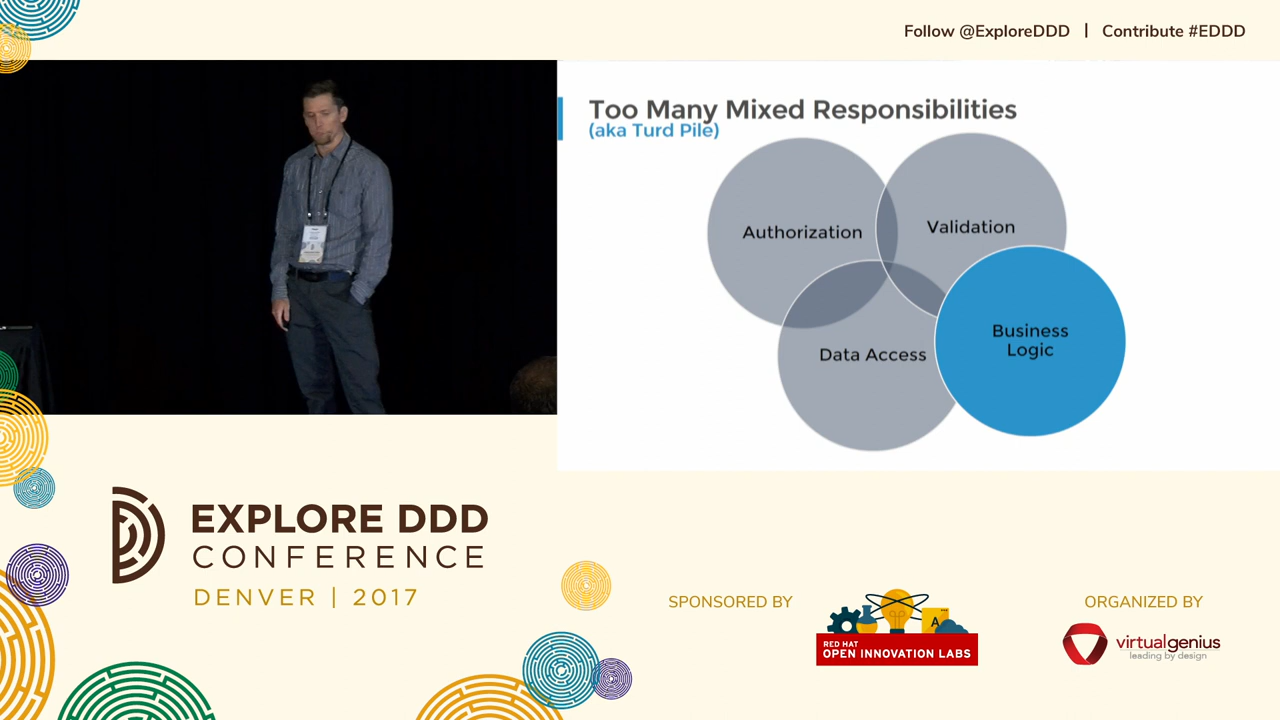 Follow @ExploreDDD | Contribute #EDDD
Too Many Mixed Responsibilities
(aka Turd Pile)
Authorization
Validation
Data Access
Business
Logic
EXPLORE DDD
CONFERENCE
DENVER | 2017
SPONSORED BY
RED HAT
OPEN INNOVATION LABS
A
ORGANIZED BY
virtualgenius
leading by design